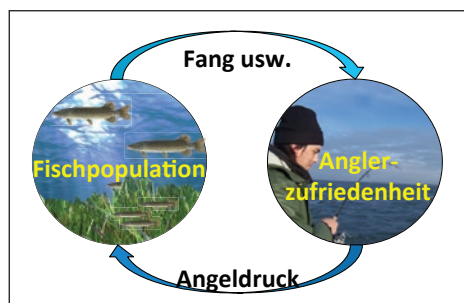 Fang usw.
Fischpopulation
Angler-
zufriedenheit
Angeldruck